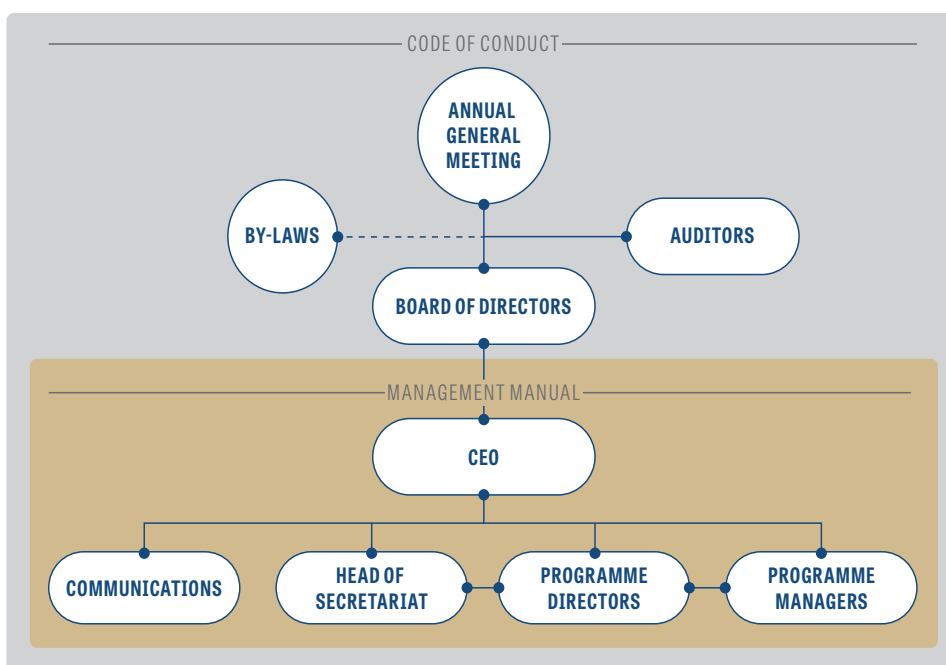 CODE OF CONDUCT
ANNUAL
GENERAL
MEETING
BY-LAWS
AUDITORS
BOARD OF DIRECTORS
MANAGEMENT MANUAL
CEO
COMMUNICATIONS
HEAD OF
SECRETARIAT
PROGRAMME
DIRECTORS
PROGRAMME
MANAGERS